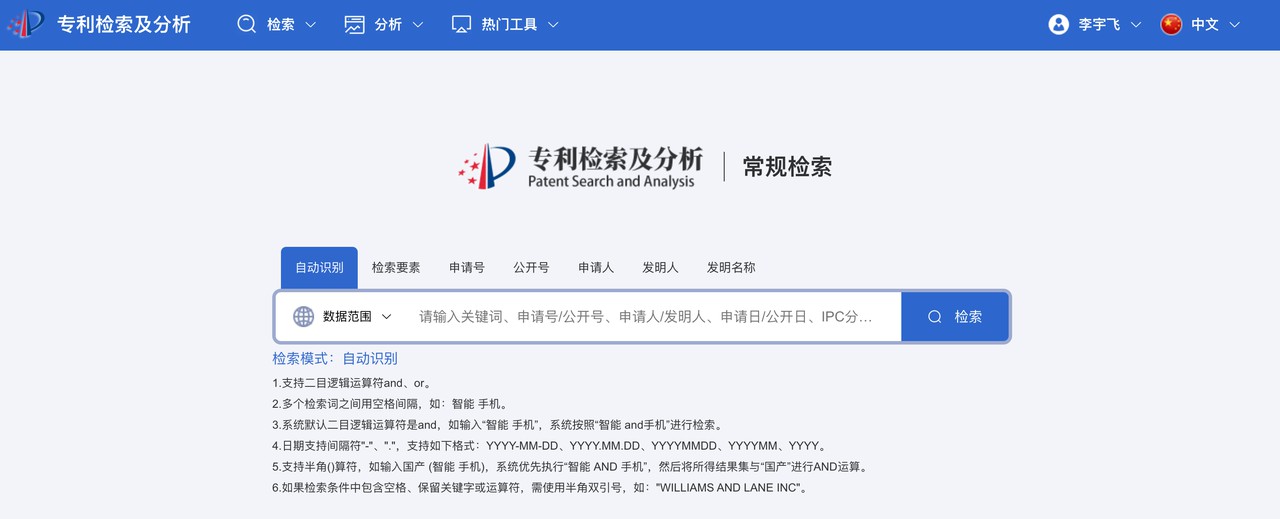 专利检索及分析 检索 分析 热门工具 李宇飞 中文
专利检索及分析 常规检索
Patent Search and Analysis
自动识别 检索要素 申请号 公开号 申请人 发明人 发明名称
数据范围 请输入关键词、申请号/公开号、申请人/发明人、申请日/公开日、IPC分... 检索
检索模式：自动识别
1.支持二目逻辑运算符and、or。
2.多个检索词之间用空格间隔，如：智能 手机。
3.系统默认二目逻辑运算符是and，如输入“智能 手机”，系统按照“智能 and手机”进行检索。
4.日期支持间隔符"-"、"."，支持如下格式：YYYY-MM-DD、YYYY.MM.DD、YYYYMMDD、YYYYMM、YYYY。
5.支持半角()算符，如输入国产 (智能 手机)，系统优先执行“智能 AND 手机”，然后将所得结果集与“国产”进行AND运算。
6.如果检索条件中包含空格、保留关键字或运算符，需使用半角双引号，如："WILLIAMS AND LANE INC"。